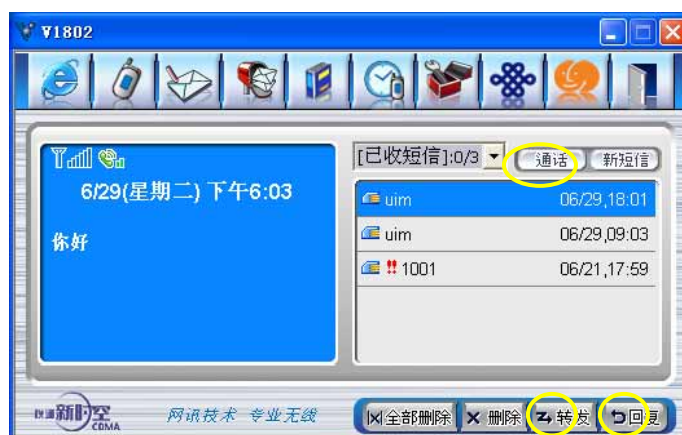 V1802
[已收短信]:0/3 通话 新短信
6/29(星期二) 下午6:03
你好
uim 06/29,18:01
uim 06/29,09:03
!! 1001 06/21,17:59
新时空
CDMA
网讯技术 专业无线
全部删除 删除 转发 回复